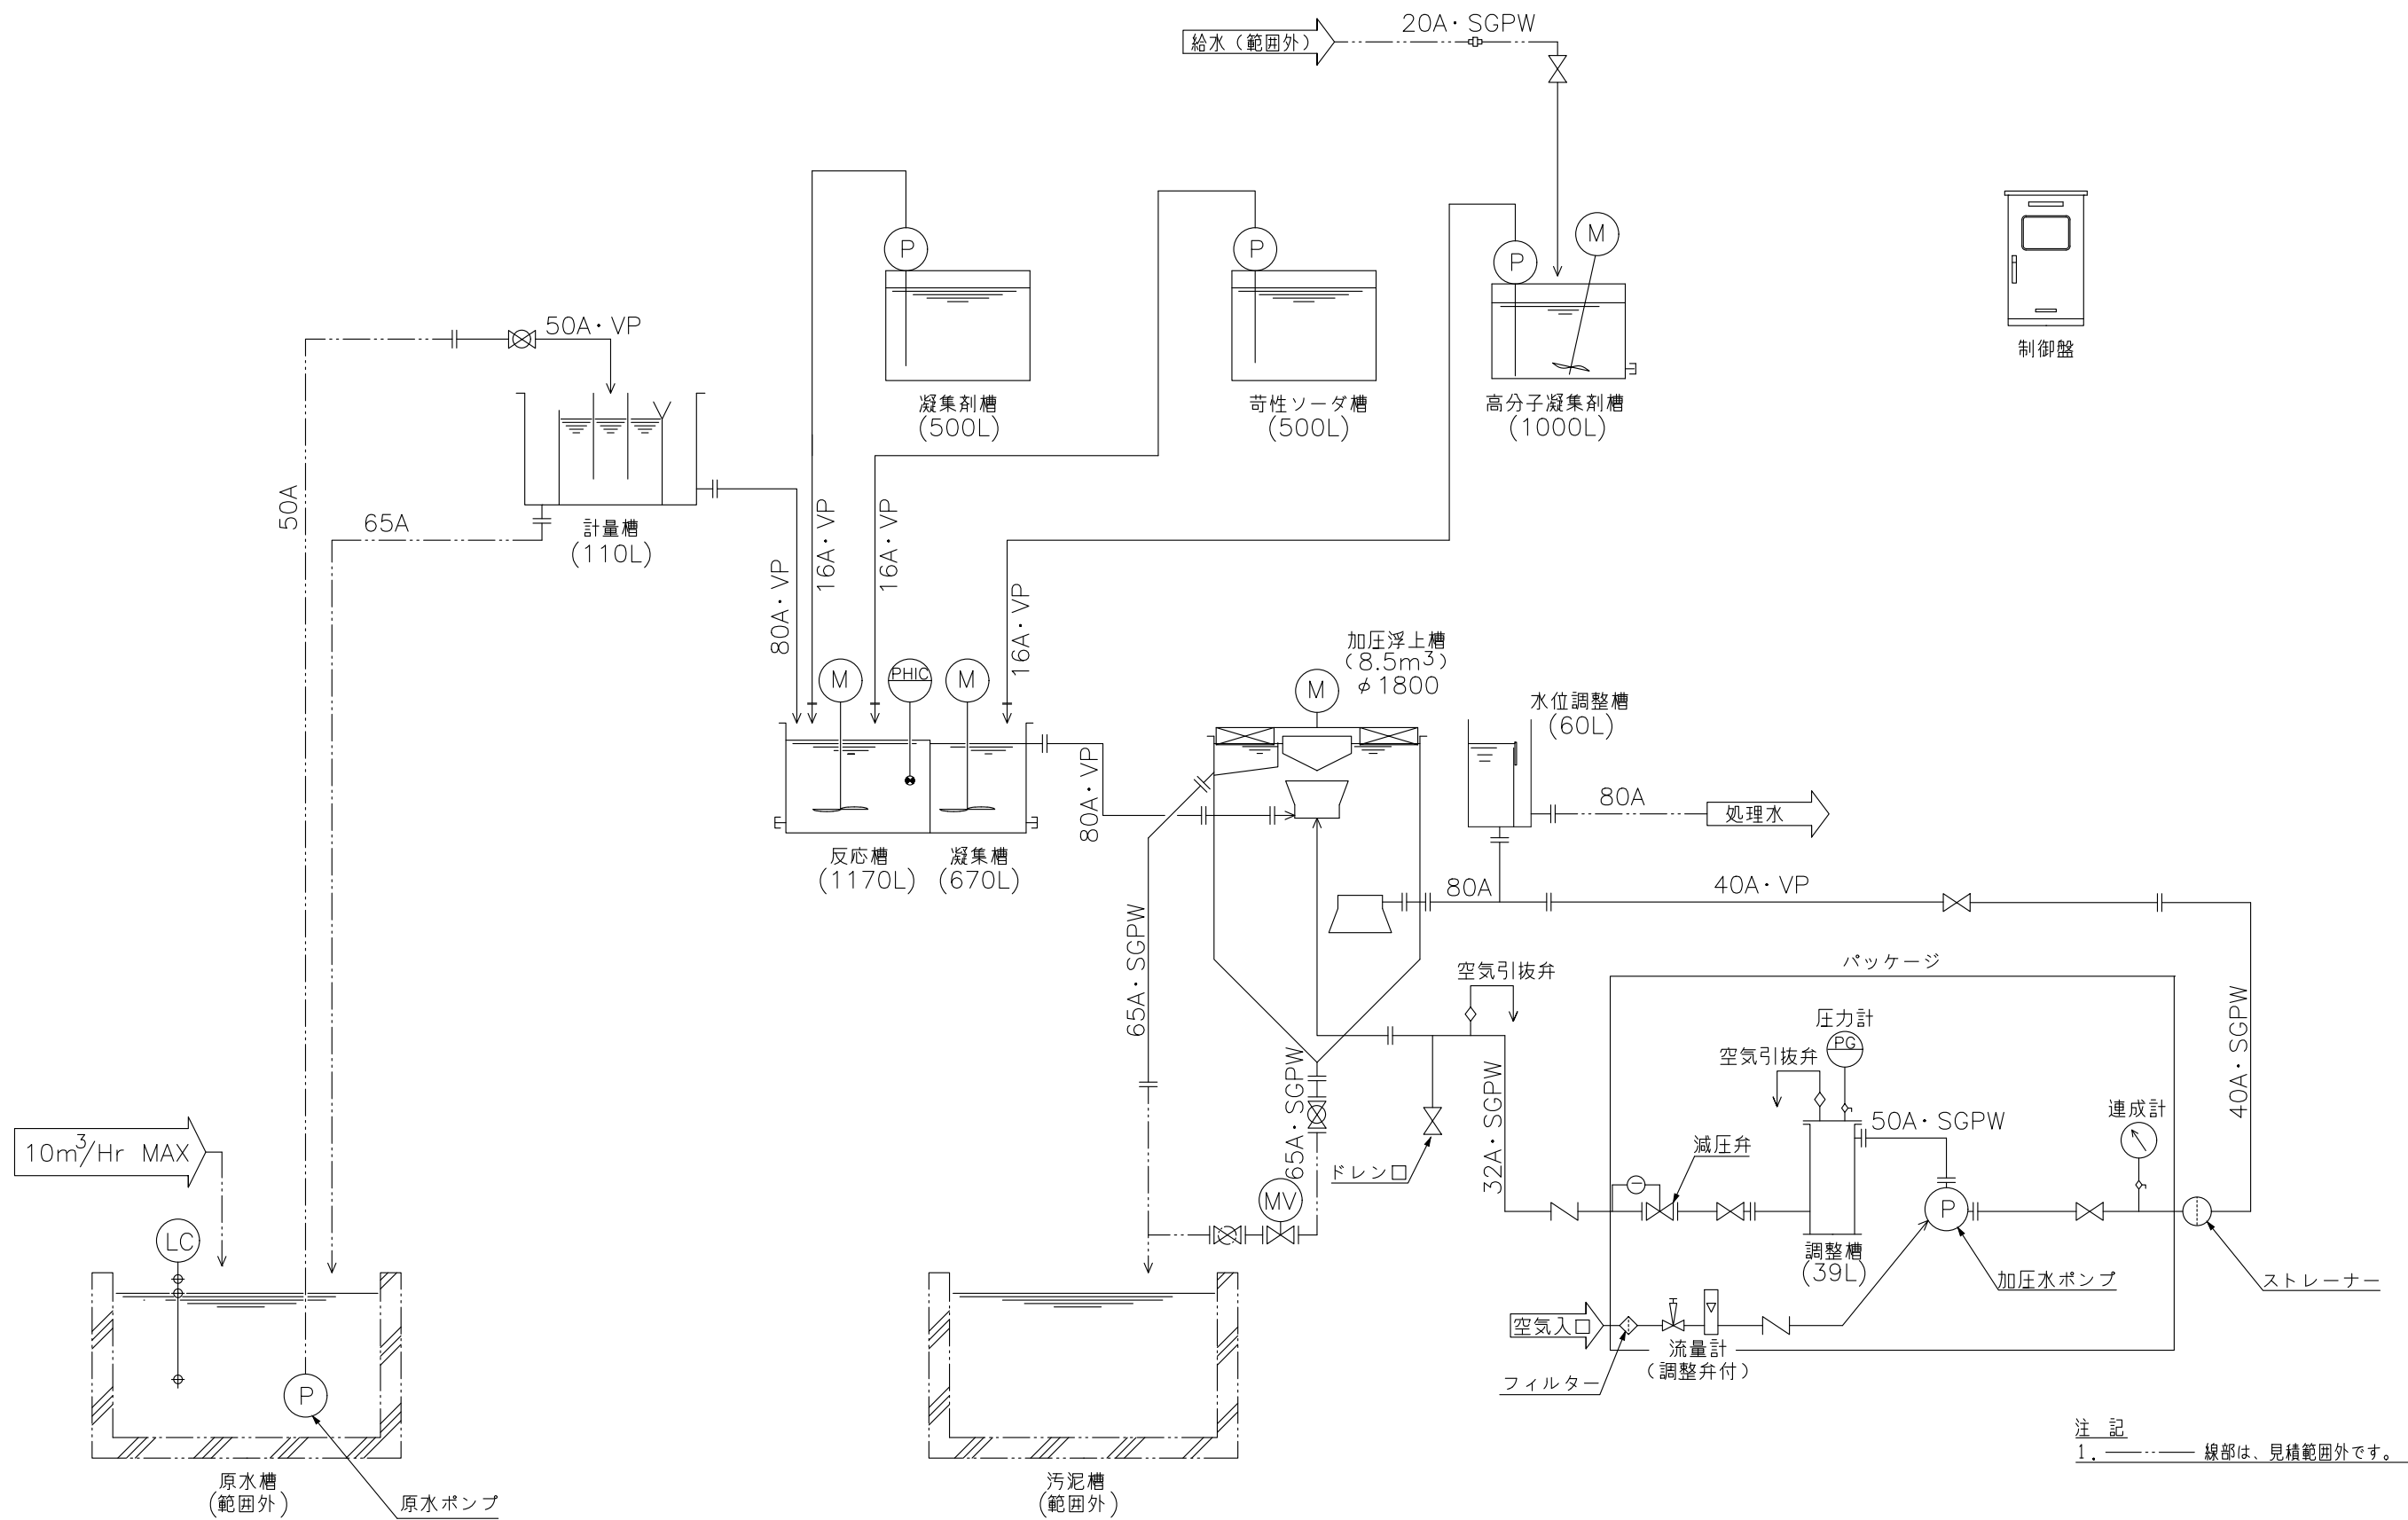 20A・SGPW
給水（範囲外）
P
P
P
M
50A・VP
制御盤
凝集剤槽
(500L)
苛性ソーダ槽
(500L)
高分子凝集剤槽
(1000L)
50A
65A
計量槽
(110L)
80A・VP
16A・VP
16A・VP
16A・VP
M
PHIC
M
加圧浮上槽
(8.5m³)
φ1800
M
水位調整槽
(60L)
80A
処理水
80A・VP
反応槽
(1170L)
凝集槽
(670L)
80A
40A・VP
65A・SGPW
空気引抜弁
パッケージ
圧力計
PG
空気引抜弁
40A・SGPW
65A・SGPW
32A・SGPW
50A・SGPW
連成計
減圧弁
10m³/Hr MAX
ドレン口
MV
P
LC
調整槽
(39L)
加圧水ポンプ
ストレーナー
空気入口
流量計
（調整弁付）
フィルター
P
原水槽
(範囲外)
原水ポンプ
汚泥槽
(範囲外)
注　記
1. 線部は、見積範囲外です。